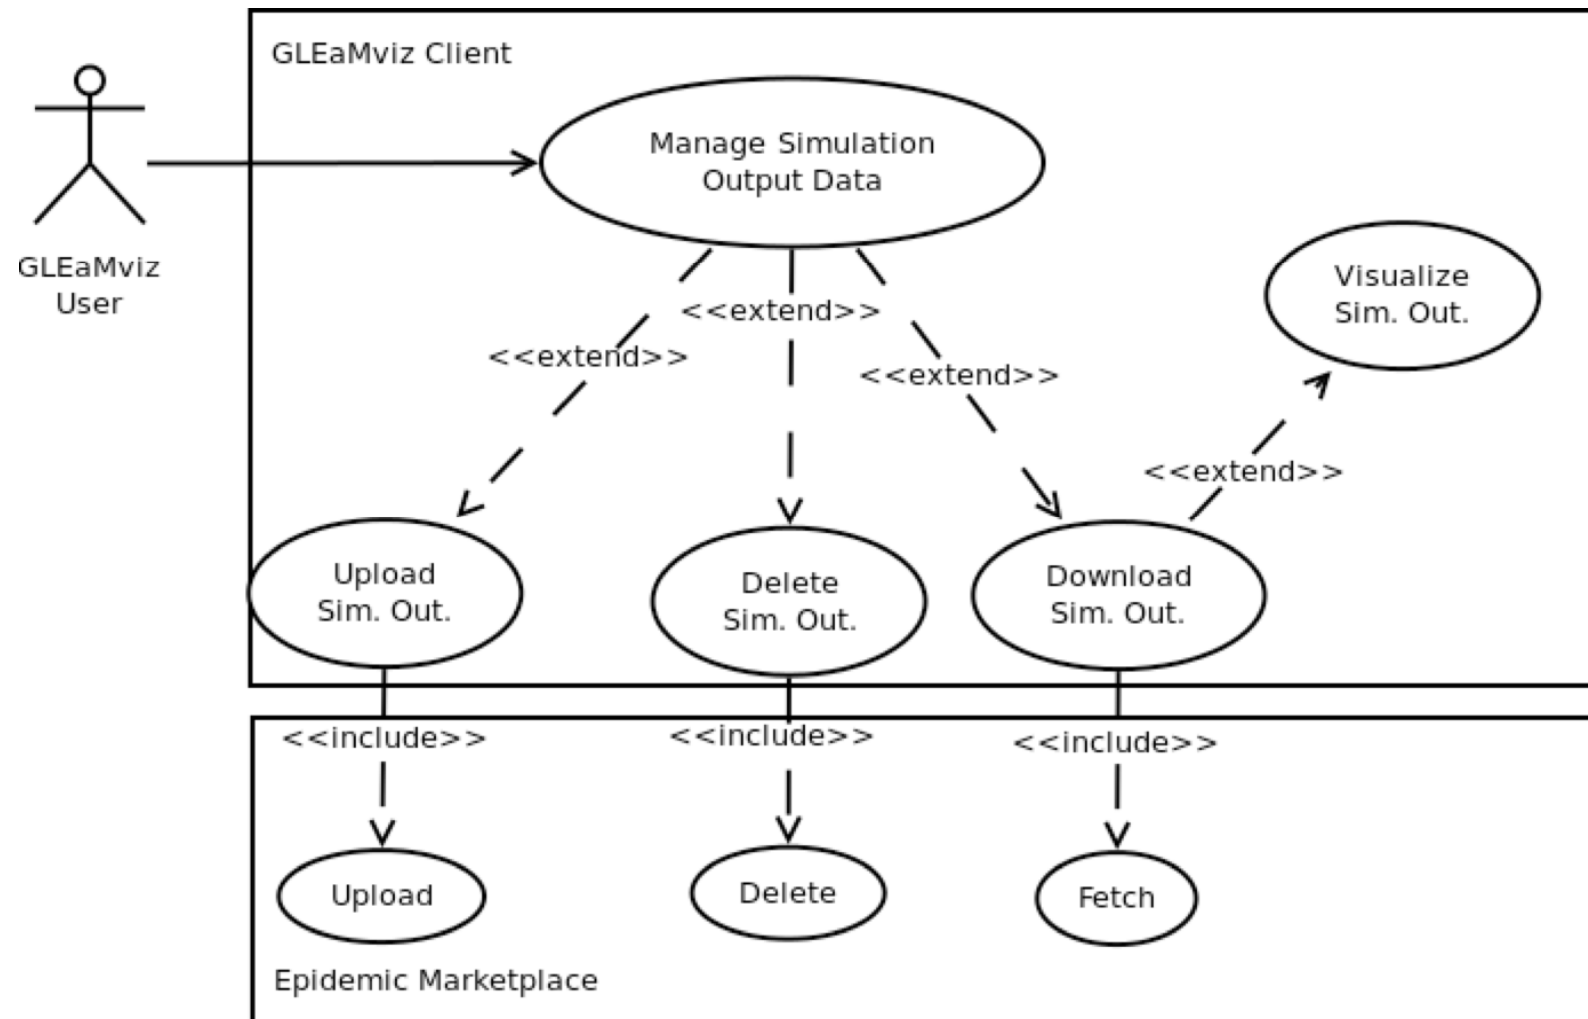 GLEaMviz Client
Manage Simulation
Output Data
GLEaMviz
User
Visualize
Sim. Out.
<<extend>>
<<extend>>
<<extend>>
<<extend>>
Upload
Sim. Out.
Delete
Sim. Out.
Download
Sim. Out.
<<include>>
<<include>>
<<include>>
Upload
Delete
Fetch
Epidemic Marketplace